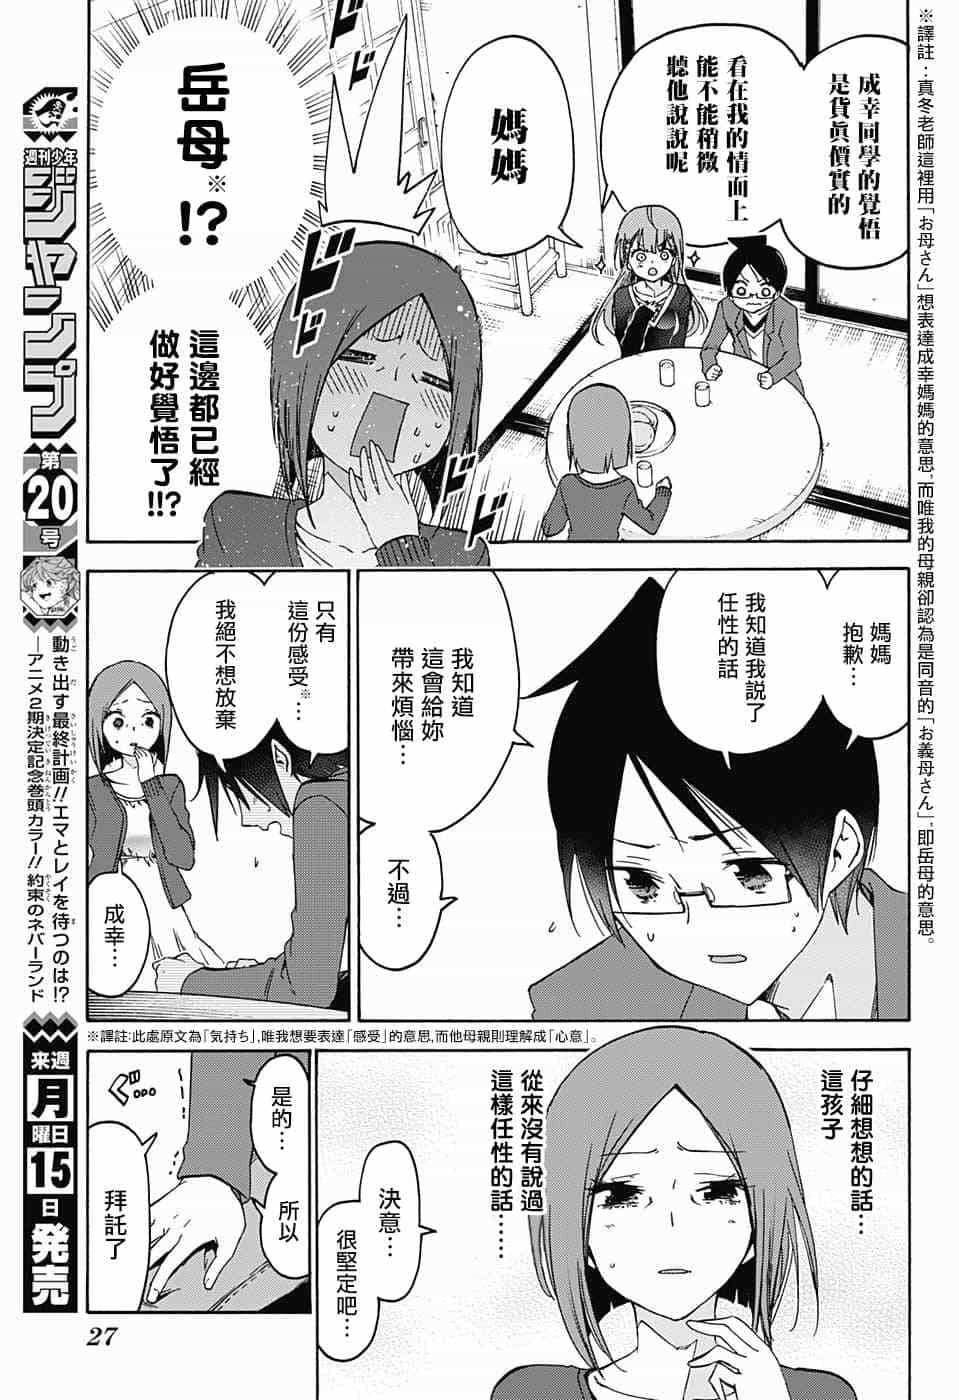 ※譯註：真冬老師這裡用「お母さん」想表達成幸媽媽的意思,而唯我的母親卻認為是同音的「お義母さん」,即岳母的意思。
成幸同學的覺悟
是貨真價實的
看在我的情面上
能不能稍微
聽他說說呢
媽媽
岳母※!?
這邊都已經
做好覺悟了!!?
ドドドド
媽媽
抱歉…
我知道我說了
任性的話
我知道
這會給妳
帶來煩惱…
不過…
只有
這份感受※
我絕不想放棄
成幸…
※譯註:此處原文為「気持ち」,唯我想要表達「感受」的意思,而他母親則理解成「心意」。
仔細想想的話…
這孩子
從來沒有說過
這樣任性的話……
決意…
很堅定吧…
是的…
所以
ぐ…
拜託了
27
週刊少年
ジャンプ
第
20
号
動き出す最終計画!!エマとレイを待つのは!?
―アニメ2期決定記念巻頭カラー!!約束のネバーランド
来週
月
曜日
15
日
発売